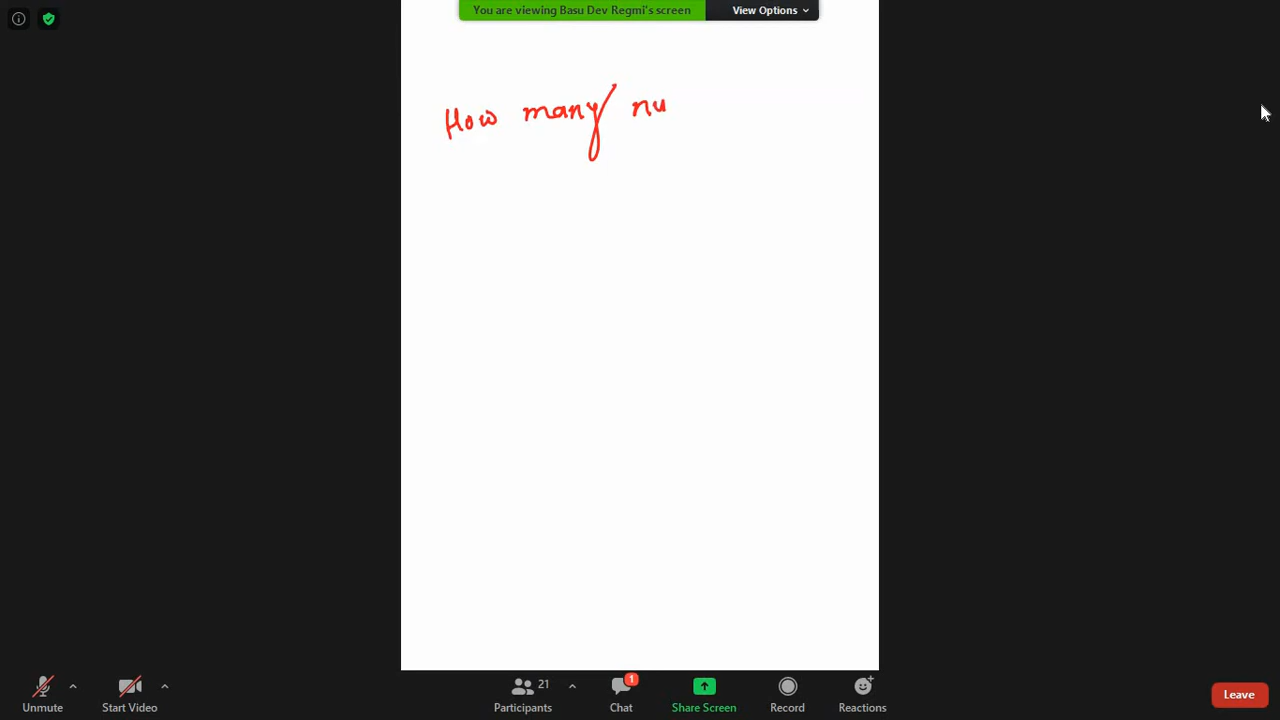 You are viewing Basu Dev Regmi's screen View Options
How many nu
21 1
Unmute Start Video Participants Chat Share Screen Record Reactions Leave